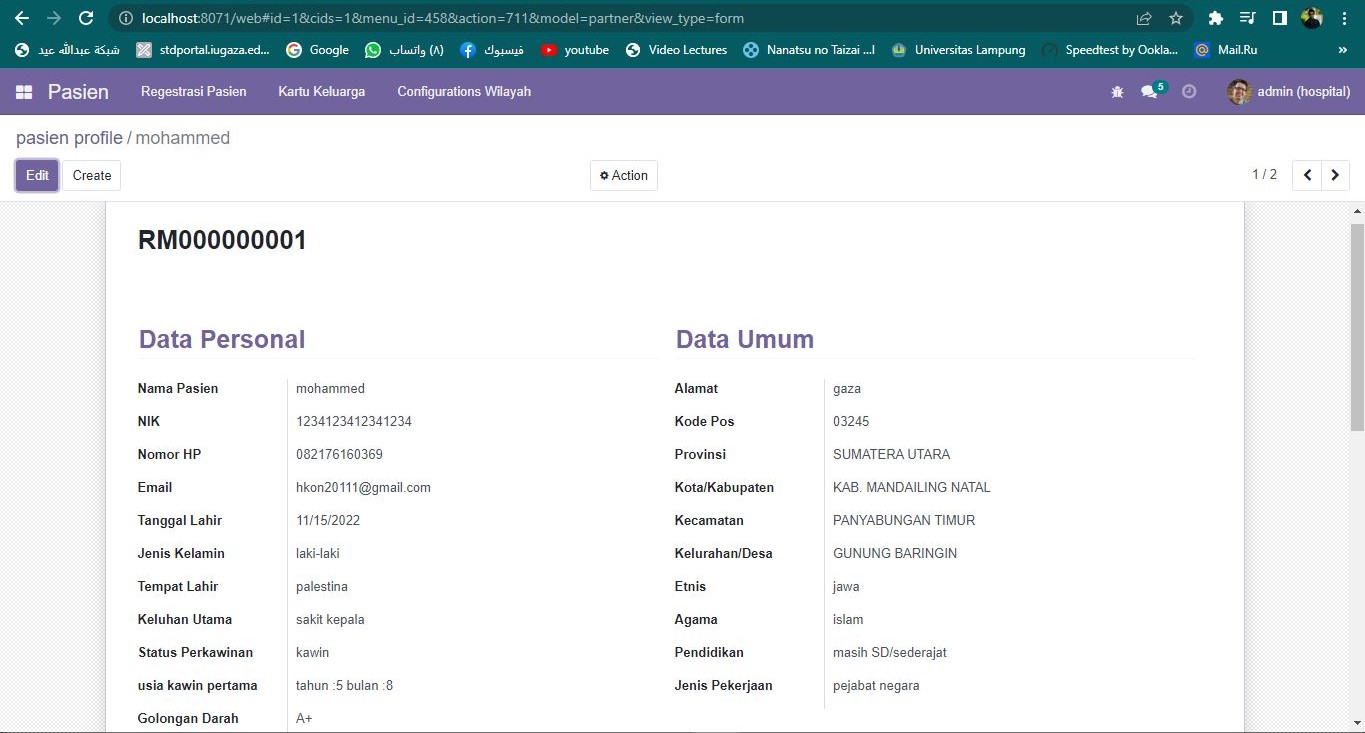 localhost:8071/web#id=1&cids=1&menu_id=458&action=711&model=partner&view_type=form
شبكة عبدالله عيد stdportal.iugaza.ed... Google (٨) واتساب فيسبوك youtube Video Lectures Nanatsu no Taizai ...l Universitas Lampung Speedtest by Ookla... Mail.Ru »
Pasien Regestrasi Pasien Kartu Keluarga Configurations Wilayah 5 admin (hospital)
pasien profile / mohammed
Edit Create Action 1 / 2
RM000000001
Data Personal Data Umum
Nama Pasien mohammed Alamat gaza
NIK 1234123412341234 Kode Pos 03245
Nomor HP 082176160369 Provinsi SUMATERA UTARA
Email hkon20111@gmail.com Kota/Kabupaten KAB. MANDAILING NATAL
Tanggal Lahir 11/15/2022 Kecamatan PANYABUNGAN TIMUR
Jenis Kelamin laki-laki Kelurahan/Desa GUNUNG BARINGIN
Tempat Lahir palestina Etnis jawa
Keluhan Utama sakit kepala Agama islam
Status Perkawinan kawin Pendidikan masih SD/sederajat
usia kawin pertama tahun :5 bulan :8 Jenis Pekerjaan pejabat negara
Golongan Darah A+